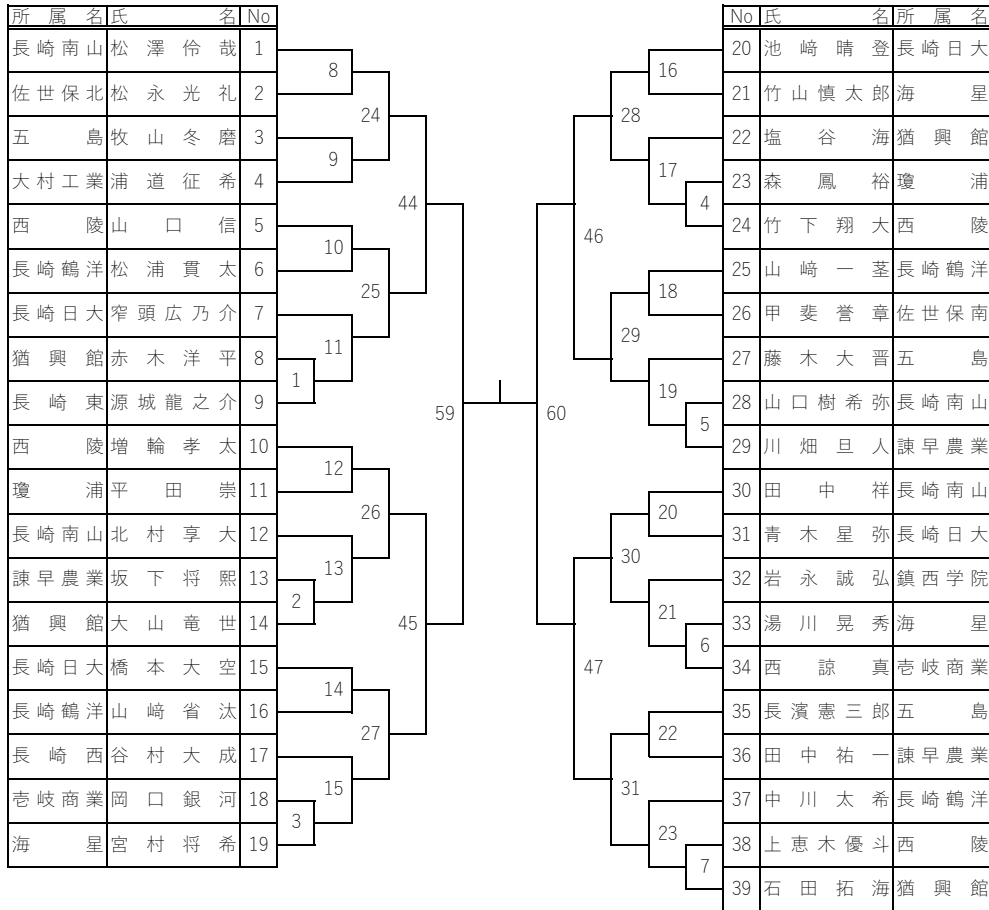 所属名 氏名 No
長崎南山 松澤伶哉 1
佐世保北 松永光礼 2
五島 牧山冬磨 3
大村工業 浦道征希 4
西陵 山口信 5
長崎鶴洋 松浦貫太 6
長崎日大 窄頭広乃介 7
猶興館 赤木洋平 8
長崎東 源城龍之介 9
西陵 増輪孝太 10
瓊浦 平田崇 11
長崎南山 北村享大 12
諫早農業 坂下将熙 13
猶興館 大山竜世 14
長崎日大 橋本大空 15
長崎鶴洋 山﨑省汰 16
長崎西 谷村大成 17
壱岐商業 岡口銀河 18
海星 宮村将希 19
8
24
9
44
10
25
11
1
59
12
26
13
2
45
14
27
15
3
60
16
28
17
4
46
18
29
19
5
20
30
21
6
47
22
31
23
7
No 氏名 所属名
20 池﨑晴登 長崎日大
21 竹山慎太郎 海星
22 塩谷海 猶興館
23 森鳳裕 瓊浦
24 竹下翔大 西陵
25 山﨑一茎 長崎鶴洋
26 甲斐誉章 佐世保南
27 藤木大晋 五島
28 山口樹希弥 長崎南山
29 川畑旦人 諫早農業
30 田中祥 長崎南山
31 青木星弥 長崎日大
32 岩永誠弘 鎮西学院
33 湯川晃秀 海星
34 西諒真 壱岐商業
35 長濱憲三郎 五島
36 田中祐一 諫早農業
37 中川太希 長崎鶴洋
38 上恵木優斗 西陵
39 石田拓海 猶興館